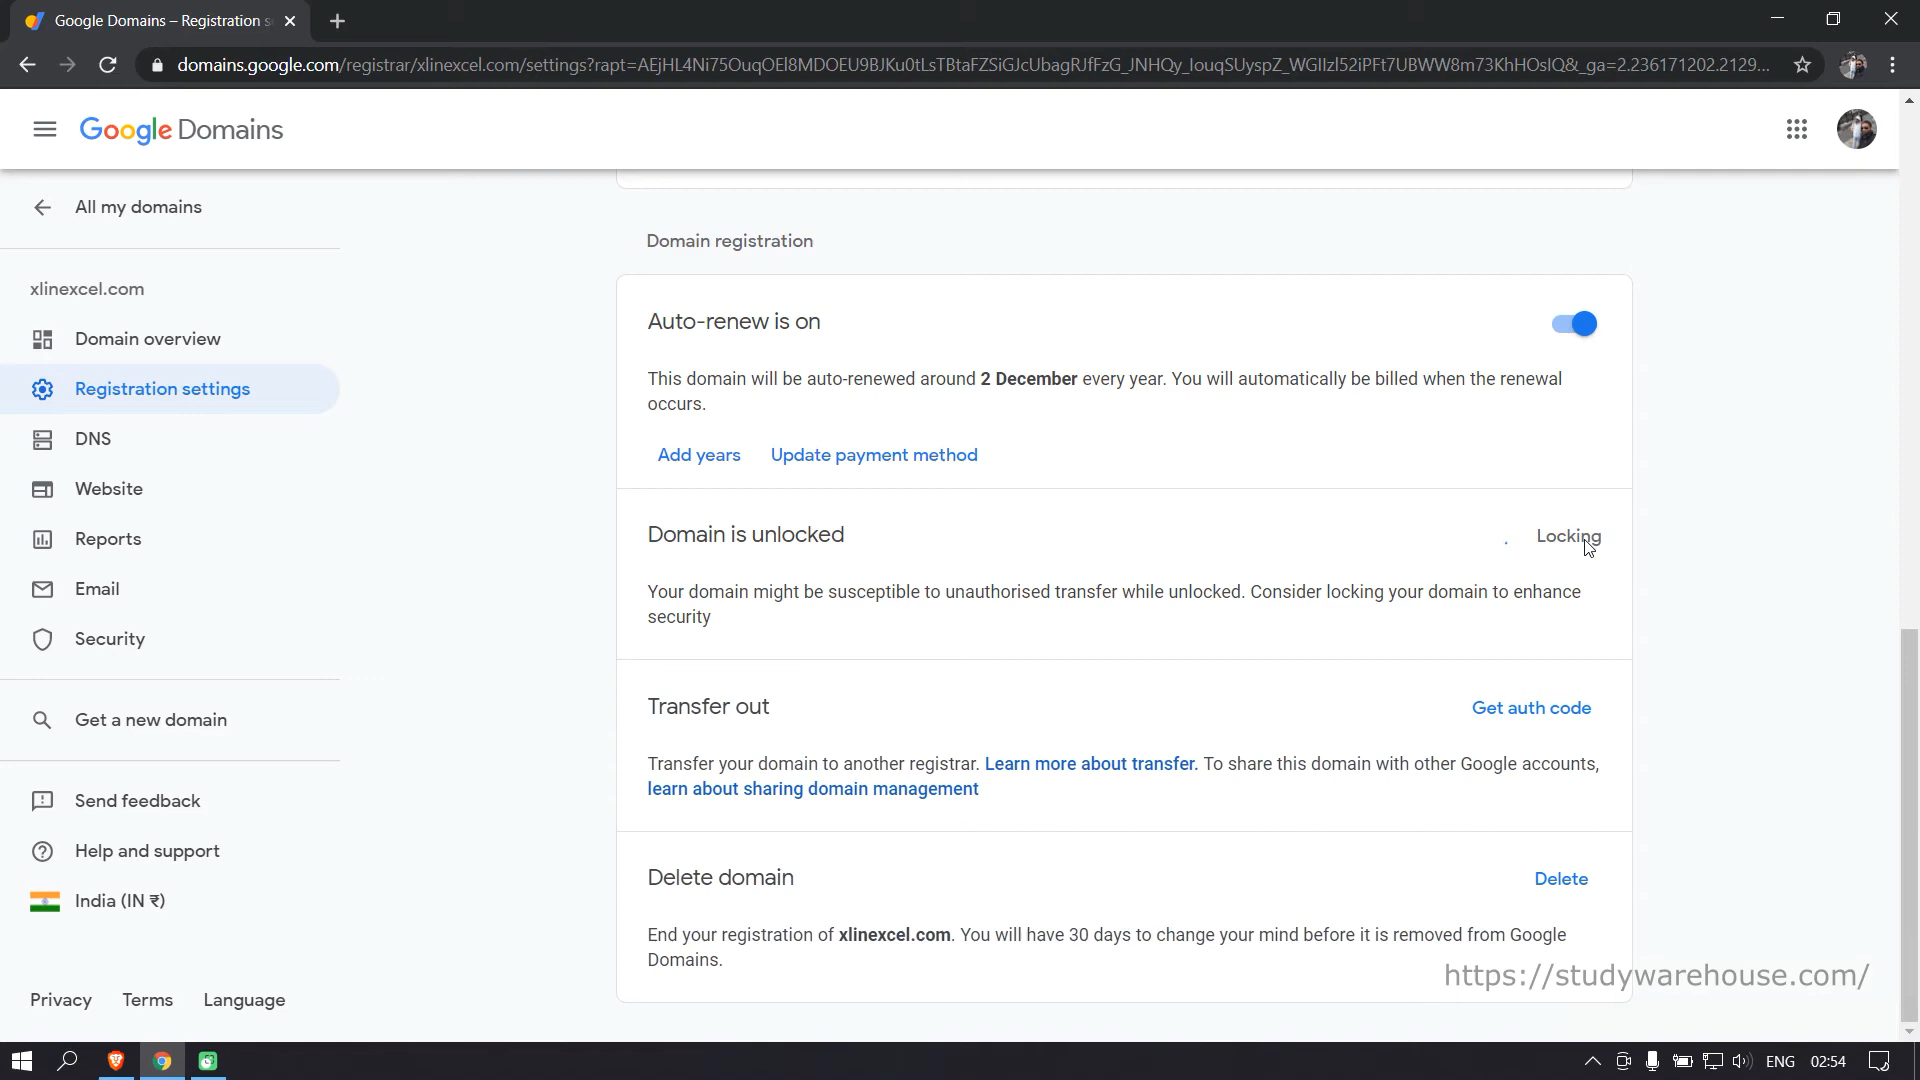 Google Domains – Registration s
domains.google.com/registrar/xlinexcel.com/settings?rapt=AEjHL4Ni75OuqOEl8MDOEU9BJKu0tLsTBtaFZSiGJcUbagRJfFzG_JNHQy_IouqSUyspZ_WGIIzl52iPFt7UBWW8m73KhHOsIQ&_ga=2.236171202.2129...
Google Domains
All my domains
Domain registration
xlinexcel.com
Auto-renew is on
Domain overview
This domain will be auto-renewed around 2 December every year. You will automatically be billed when the renewal
occurs.
Registration settings
DNS
Add years Update payment method
Website
Domain is unlocked Locking
Reports
Email
Your domain might be susceptible to unauthorised transfer while unlocked. Consider locking your domain to enhance
security
Security
Transfer out Get auth code
Get a new domain
Transfer your domain to another registrar. Learn more about transfer. To share this domain with other Google accounts,
learn about sharing domain management
Send feedback
Help and support
Delete domain Delete
India (IN ₹)
End your registration of xlinexcel.com. You will have 30 days to change your mind before it is removed from Google
Domains.
https://studywarehouse.com/
Privacy Terms Language
ENG 02:54